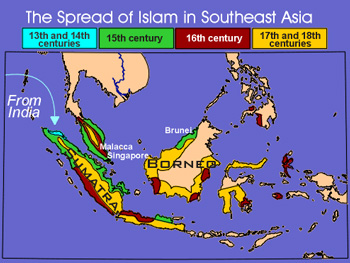 The Spread of Islam in Southeast Asia
13th and 14th
centuries
15th century
16th century
17th and 18th
centuries
From
India
Brunei
Malacca
Singapore
BORNEO
SUMATRA